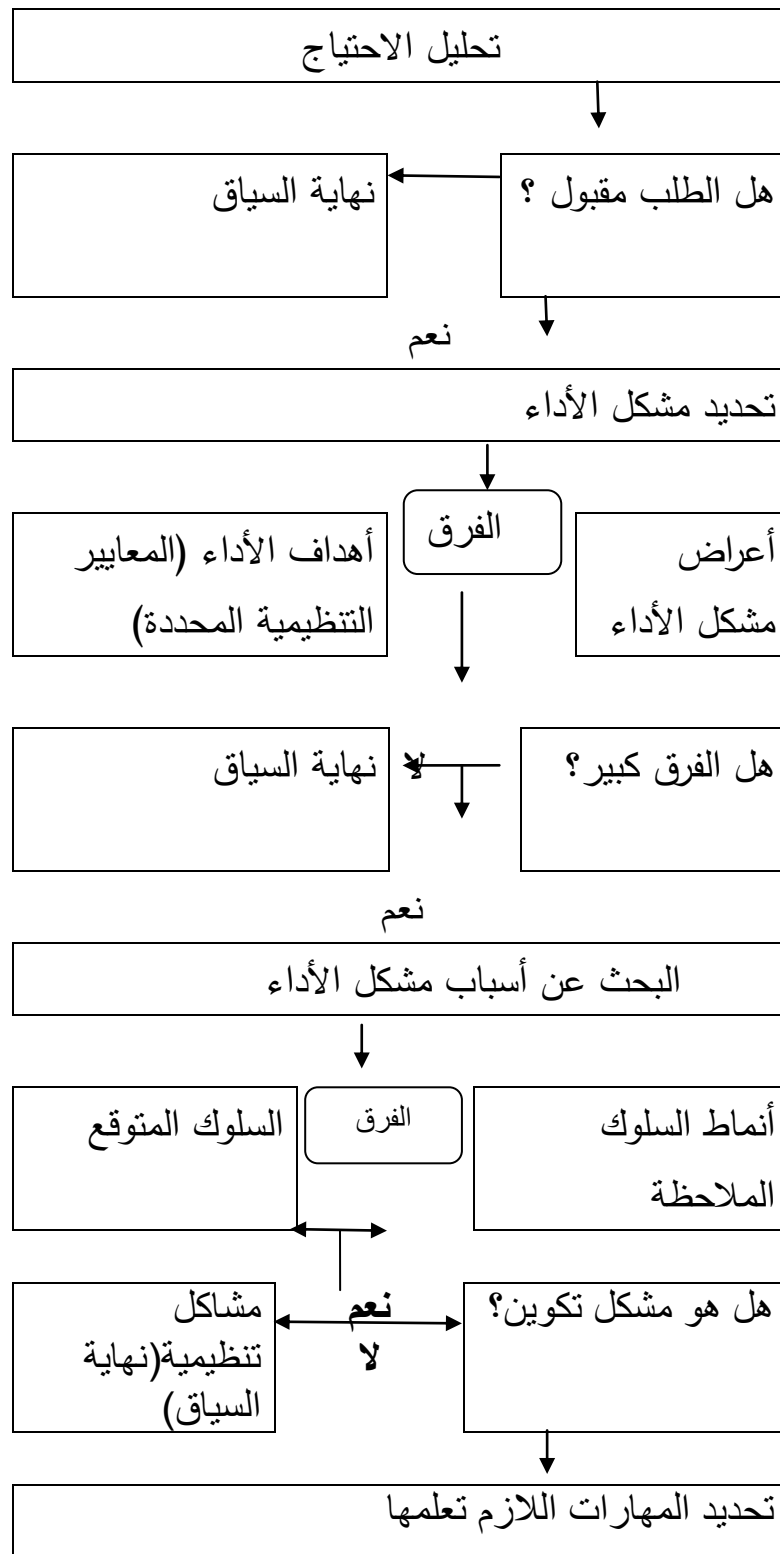 تحليل الاحتياج
هل الطلب مقبول ؟
نهاية السياق
نعم
تحديد مشكل الأداء
أعراض
مشكل الأداء
الفرق
أهداف الأداء (المعايير
التنظيمية المحددة)
هل الفرق كبير؟
لا
نهاية السياق
نعم
البحث عن أسباب مشكل الأداء
أنماط السلوك
الملاحظة
الفرق
السلوك المتوقع
هل هو مشكل تكوين؟
نعم
لا
مشاكل
تنظيمية(نهاية
السياق)
تحديد المهارات اللازم تعلمها